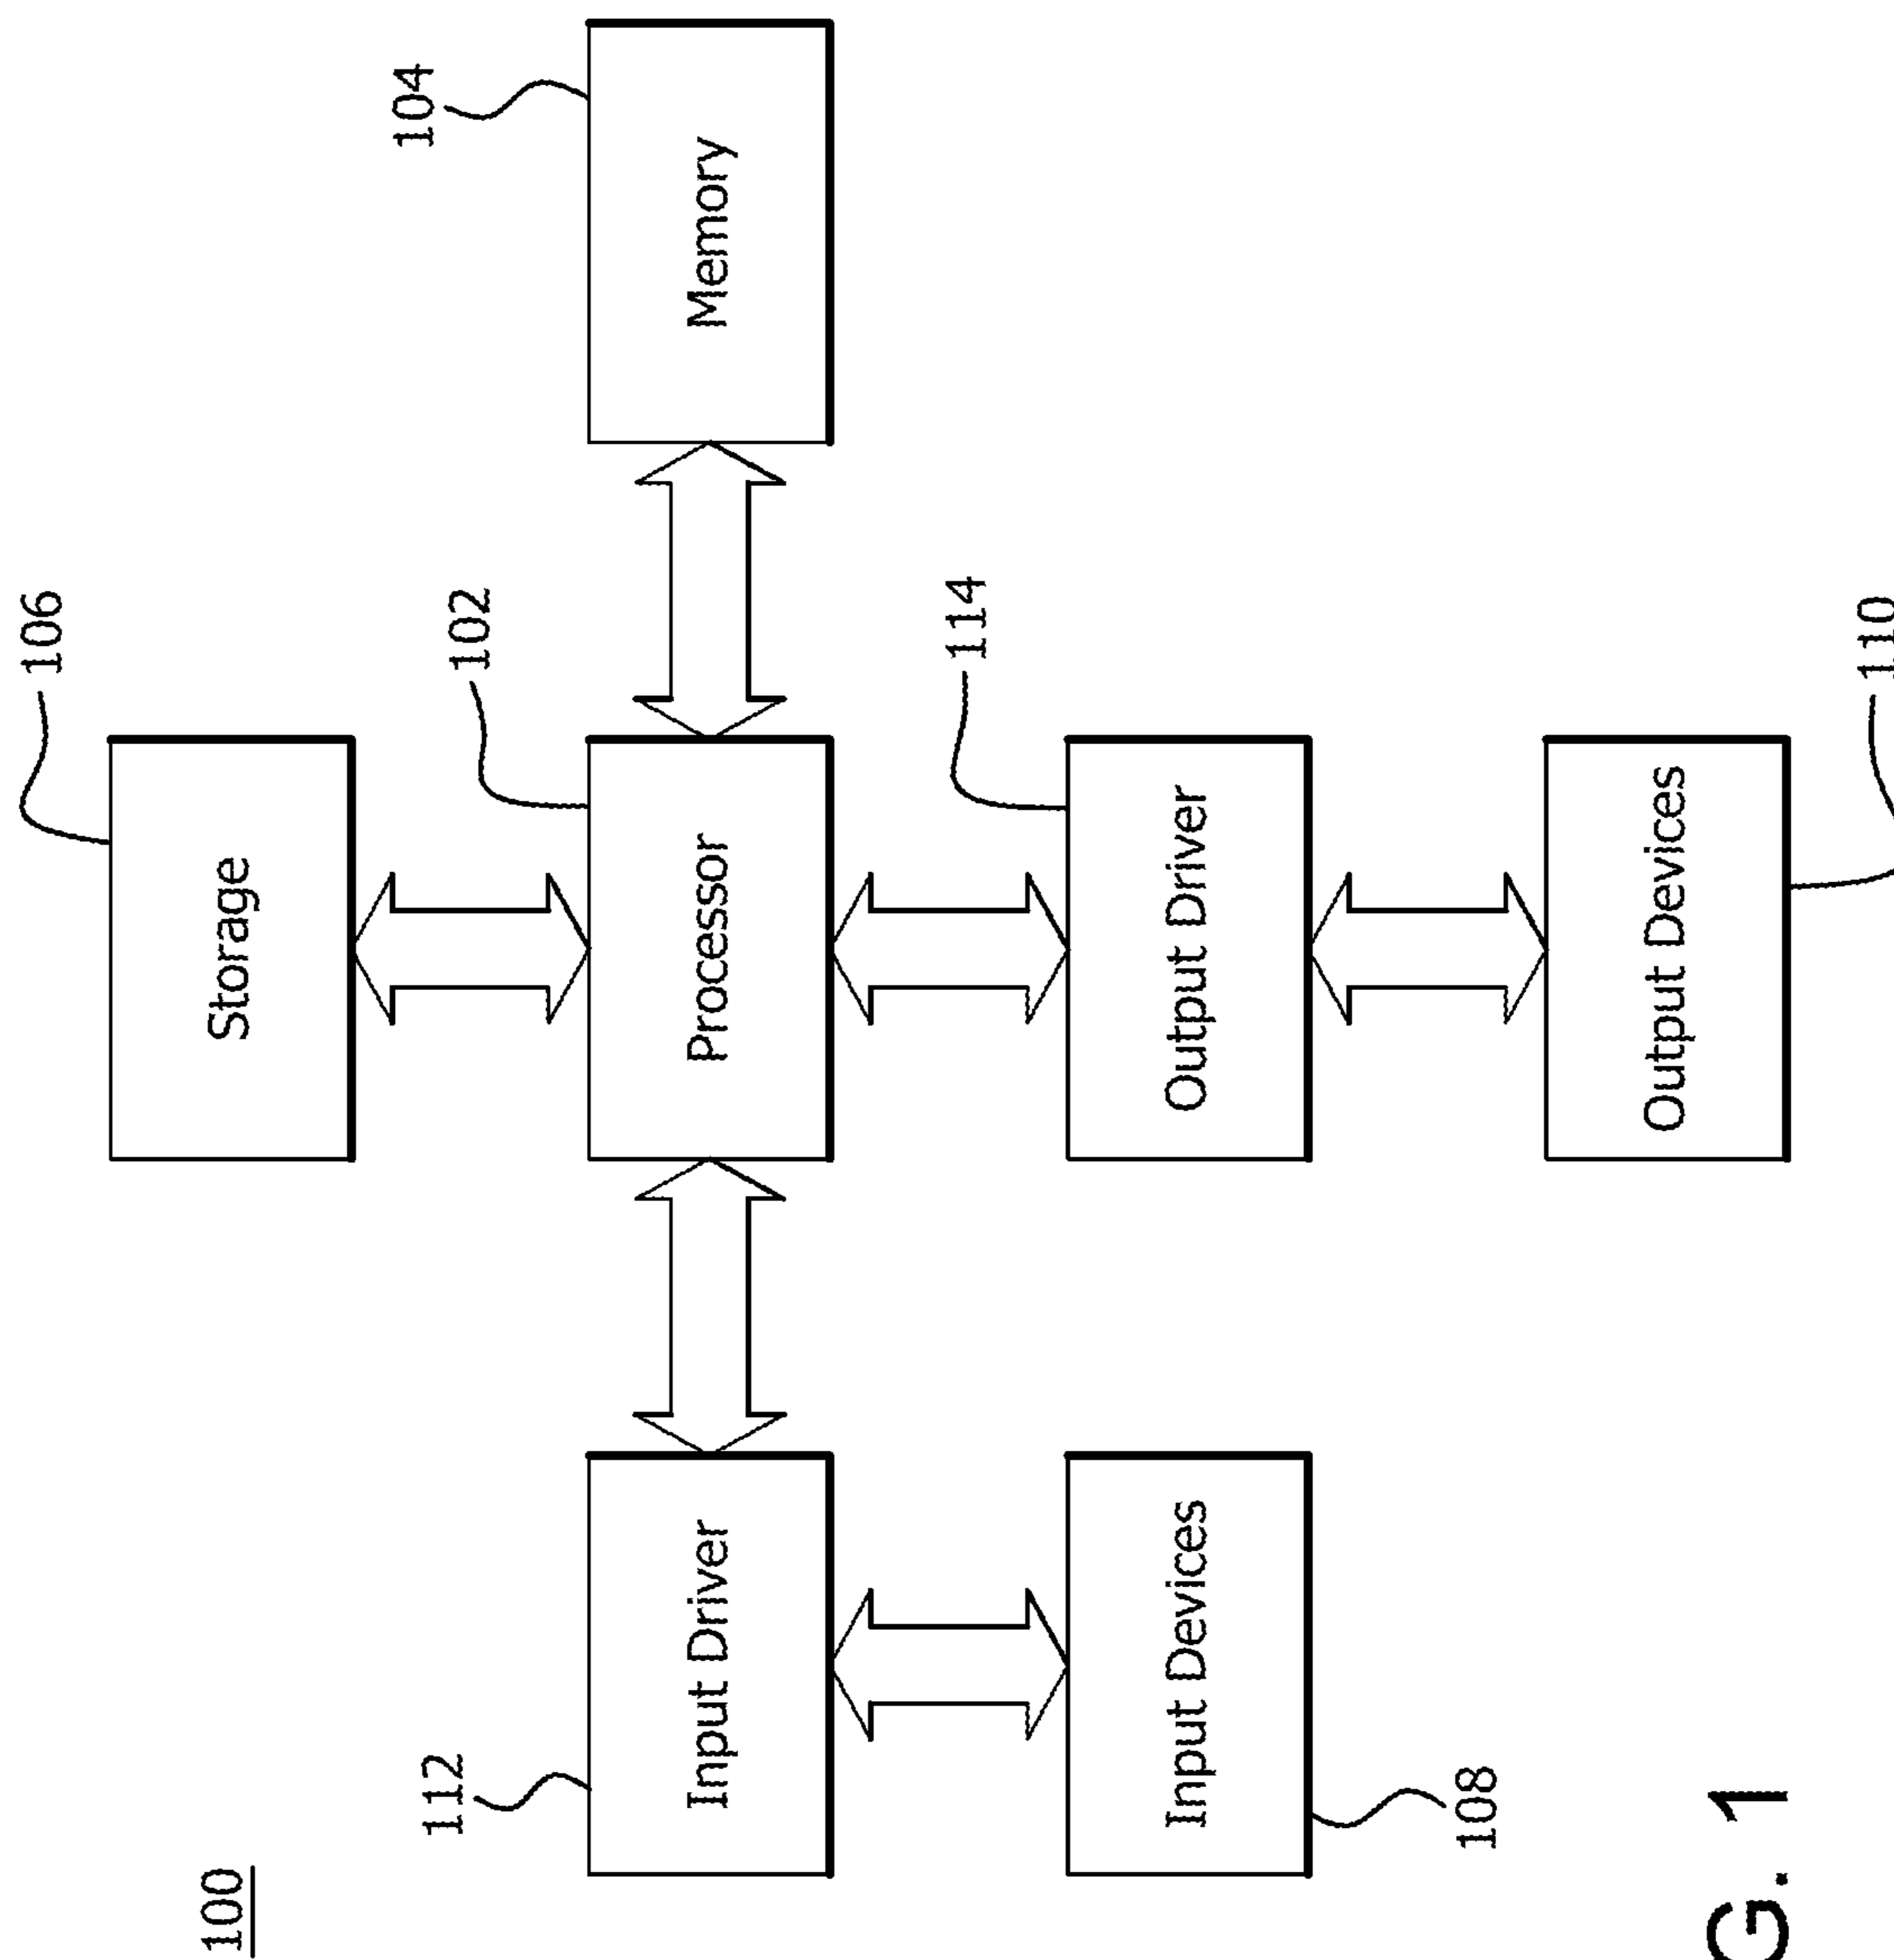 100
106
Storage
112
102
104
Input Driver
Processor
Memory
114
Input Devices
Output Driver
108
110
Output Devices
G. 1